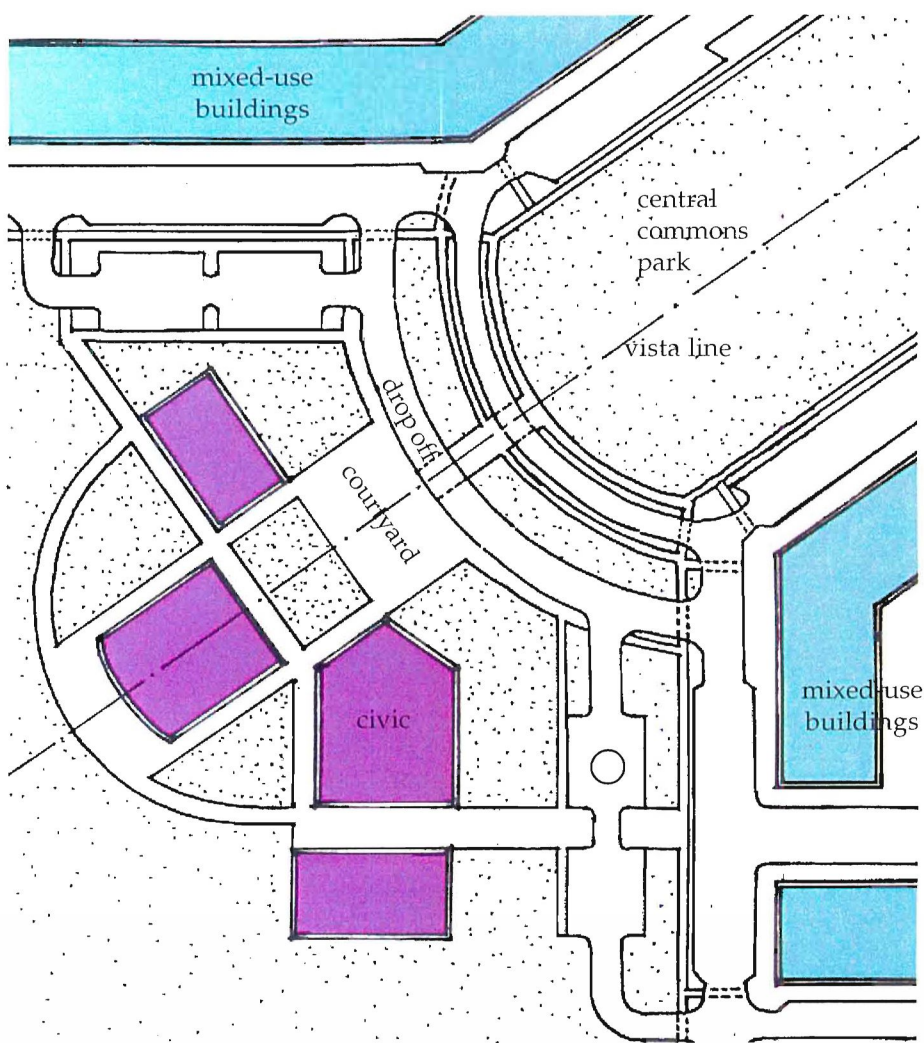 mixed-use
buildings
central
commons
park
vista line
drop off
courtyard
civic
mixed-use
buildings